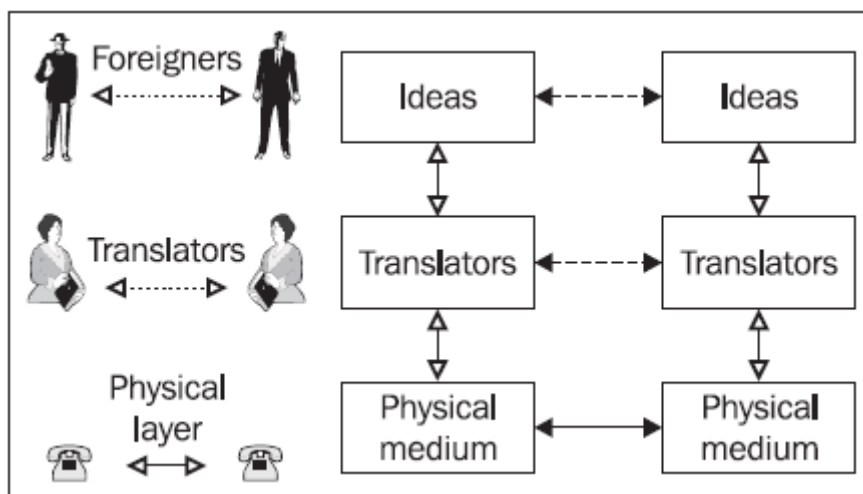 Foreigners
Ideas
Ideas
Translators
Translators
Translators
Physical
layer
Physical
medium
Physical
medium